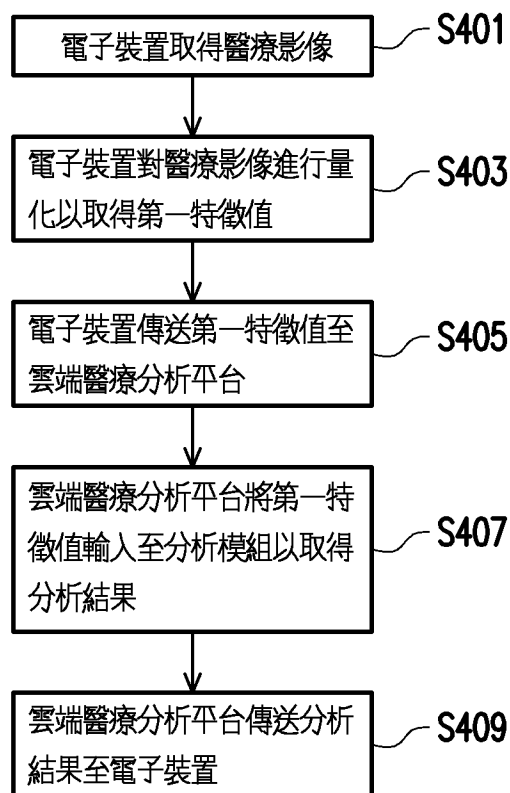 電子裝置取得醫療影像
S401
電子裝置對醫療影像進行量
化以取得第一特徵值
S403
電子裝置傳送第一特徵值至
雲端醫療分析平台
S405
雲端醫療分析平台將第一特
徵值輸入至分析模組以取得
分析結果
S407
雲端醫療分析平台傳送分析
結果至電子裝置
S409